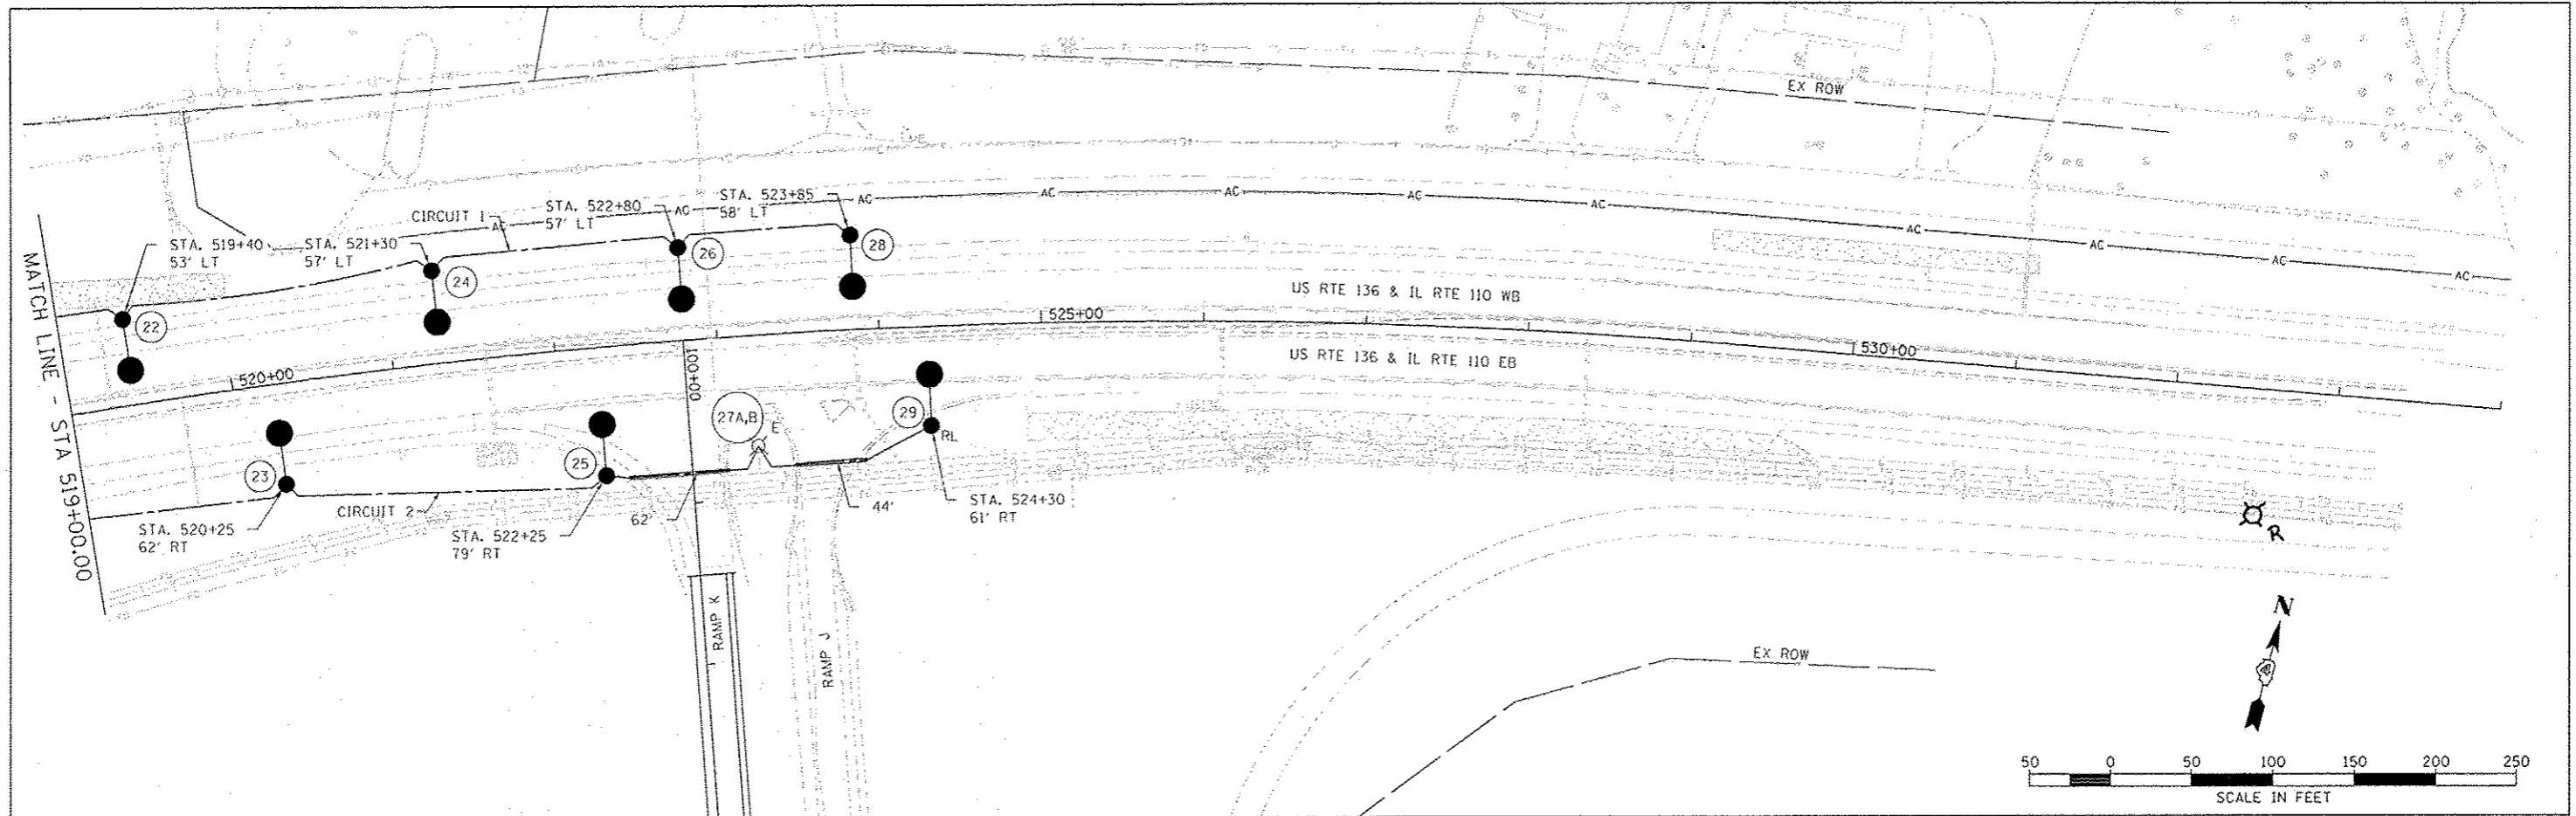 EX ROW
STA. 523+85
58' LT
STA. 522+80
57' LT
CIRCUIT 1
AC
AC
AC
AC
AC
AC
AC
AC
AC
AC
AC
STA. 519+40
53' LT
STA. 521+30
57' LT
22
24
26
28
MATCH LINE - STA 519+00.00
US RTE 136 & IL RTE 110 WB
520+00
525+00
530+00
US RTE 136 & IL RTE 110 EB
100+00
27A,B
E
29
RL
23
25
CIRCUIT 2
STA. 520+25
62' RT
STA. 522+25
79' RT
62'
44'
STA. 524+30
61' RT
R
RAMP K
RAMP J
EX ROW
N
50 0 50 100 150 200 250
SCALE IN FEET